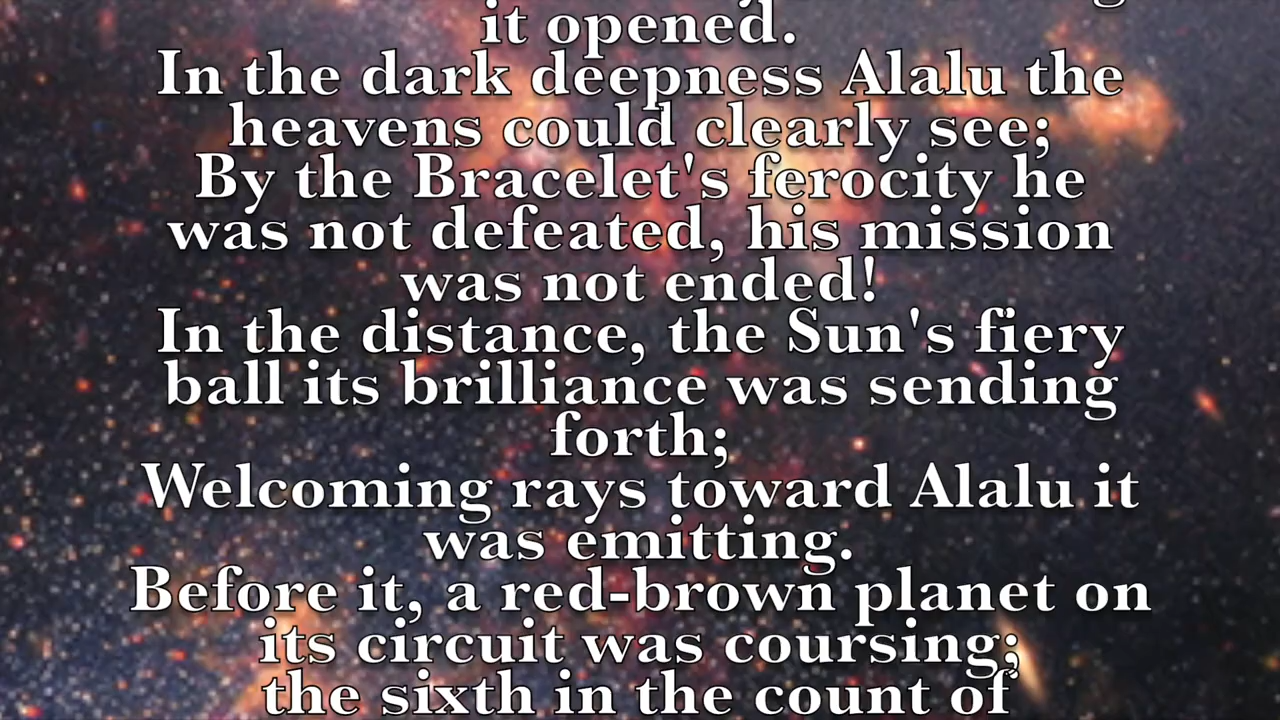 it opened.
In the dark deepness Alalu the
heavens could clearly see;
By the Bracelet's ferocity he
was not defeated, his mission
was not ended!
In the distance, the Sun's fiery
ball its brilliance was sending
forth;
Welcoming rays toward Alalu it
was emitting.
Before it, a red-brown planet on
its circuit was coursing;
the sixth in the count of